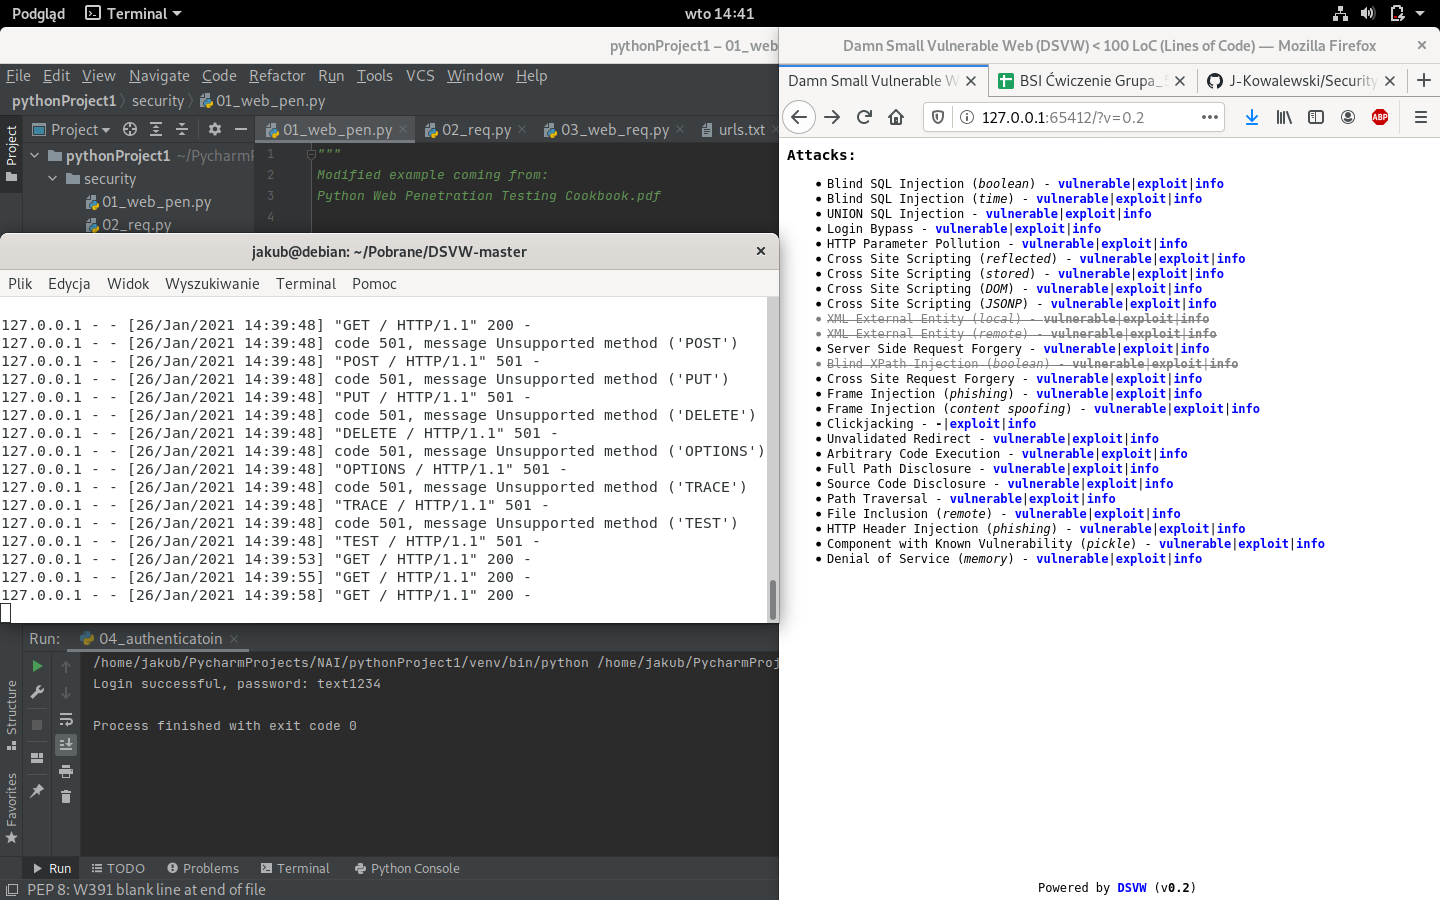 Podgląd Terminal wto 14:41
pythonProject1 – 01_web
File Edit View Navigate Code Refactor Run Tools VCS Window Help
pythonProject1 security 01_web_pen.py
Project
Project 01_web_pen.py 02_req.py 03_web_req.py urls.txt
pythonProject1 ~/Pycharm
security
01_web_pen.py
02_req.py
1 """
2 Modified example coming from:
3 Python Web Penetration Testing Cookbook.pdf
4
jakub@debian: ~/Pobrane/DSVW-master
Plik Edycja Widok Wyszukiwanie Terminal Pomoc
127.0.0.1 - - [26/Jan/2021 14:39:48] "GET / HTTP/1.1" 200 -
127.0.0.1 - - [26/Jan/2021 14:39:48] code 501, message Unsupported method ('POST')
127.0.0.1 - - [26/Jan/2021 14:39:48] "POST / HTTP/1.1" 501 -
127.0.0.1 - - [26/Jan/2021 14:39:48] code 501, message Unsupported method ('PUT')
127.0.0.1 - - [26/Jan/2021 14:39:48] "PUT / HTTP/1.1" 501 -
127.0.0.1 - - [26/Jan/2021 14:39:48] code 501, message Unsupported method ('DELETE')
127.0.0.1 - - [26/Jan/2021 14:39:48] "DELETE / HTTP/1.1" 501 -
127.0.0.1 - - [26/Jan/2021 14:39:48] code 501, message Unsupported method ('OPTIONS')
127.0.0.1 - - [26/Jan/2021 14:39:48] "OPTIONS / HTTP/1.1" 501 -
127.0.0.1 - - [26/Jan/2021 14:39:48] code 501, message Unsupported method ('TRACE')
127.0.0.1 - - [26/Jan/2021 14:39:48] "TRACE / HTTP/1.1" 501 -
127.0.0.1 - - [26/Jan/2021 14:39:48] code 501, message Unsupported method ('TEST')
127.0.0.1 - - [26/Jan/2021 14:39:48] "TEST / HTTP/1.1" 501 -
127.0.0.1 - - [26/Jan/2021 14:39:53] "GET / HTTP/1.1" 200 -
127.0.0.1 - - [26/Jan/2021 14:39:55] "GET / HTTP/1.1" 200 -
127.0.0.1 - - [26/Jan/2021 14:39:58] "GET / HTTP/1.1" 200 -
Run: 04_authenticatoin
/home/jakub/PycharmProjects/NAI/pythonProject1/venv/bin/python /home/jakub/PycharmProj
Login successful, password: text1234
Process finished with exit code 0
Structure
Favorites
Run TODO Problems Terminal Python Console
PEP 8: W391 blank line at end of file
Damn Small Vulnerable Web (DSVW) < 100 LoC (Lines of Code) — Mozilla Firefox
Damn Small Vulnerable W BSI Ćwiczenie Grupa_ J-Kowalewski/Security
127.0.0.1:65412/?v=0.2 ABP
Attacks:
• Blind SQL Injection (boolean) - vulnerable|exploit|info
• Blind SQL Injection (time) - vulnerable|exploit|info
• UNION SQL Injection - vulnerable|exploit|info
• Login Bypass - vulnerable|exploit|info
• HTTP Parameter Pollution - vulnerable|exploit|info
• Cross Site Scripting (reflected) - vulnerable|exploit|info
• Cross Site Scripting (stored) - vulnerable|exploit|info
• Cross Site Scripting (DOM) - vulnerable|exploit|info
• Cross Site Scripting (JSONP) - vulnerable|exploit|info
• XML External Entity (local) - vulnerable|exploit|info
• XML External Entity (remote) - vulnerable|exploit|info
• Server Side Request Forgery - vulnerable|exploit|info
• Blind XPath Injection (boolean) - vulnerable|exploit|info
• Cross Site Request Forgery - vulnerable|exploit|info
• Frame Injection (phishing) - vulnerable|exploit|info
• Frame Injection (content spoofing) - vulnerable|exploit|info
• Clickjacking - -|exploit|info
• Unvalidated Redirect - vulnerable|exploit|info
• Arbitrary Code Execution - vulnerable|exploit|info
• Full Path Disclosure - vulnerable|exploit|info
• Source Code Disclosure - vulnerable|exploit|info
• Path Traversal - vulnerable|exploit|info
• File Inclusion (remote) - vulnerable|exploit|info
• HTTP Header Injection (phishing) - vulnerable|exploit|info
• Component with Known Vulnerability (pickle) - vulnerable|exploit|info
• Denial of Service (memory) - vulnerable|exploit|info
Powered by DSVW (v0.2)